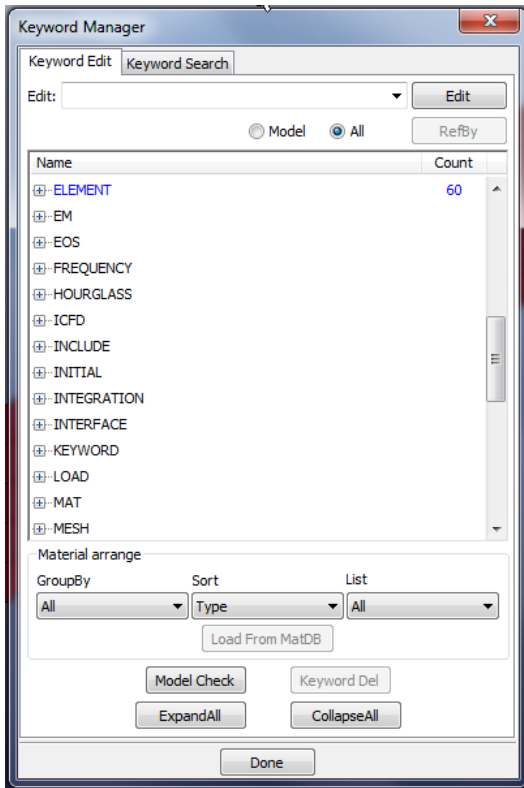 Keyword Manager
Keyword Edit Keyword Search
Edit: Edit
Model All RefBy
Name Count
ELEMENT 60
EM
EOS
FREQUENCY
HOURGLASS
ICFD
INCLUDE
INITIAL
INTEGRATION
INTERFACE
KEYWORD
LOAD
MAT
MESH
Material arrange
GroupBy Sort List
All Type All
Load From MatDB
Model Check Keyword Del
ExpandAll CollapseAll
Done